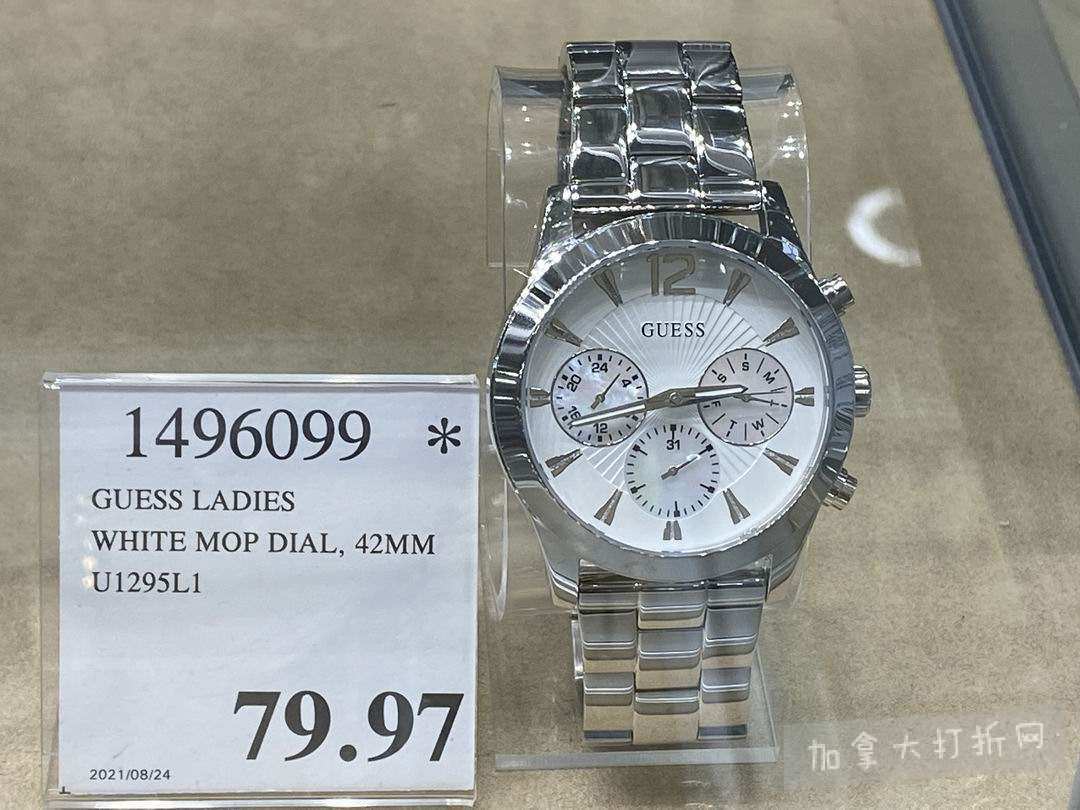 1496099 *
GUESS LADIES
WHITE MOP DIAL, 42MM
U1295L1
79.97
2021/08/24
12
GUESS
24
20
4
16
12
S
S
M
T
W
T
F
31
加拿大打折网